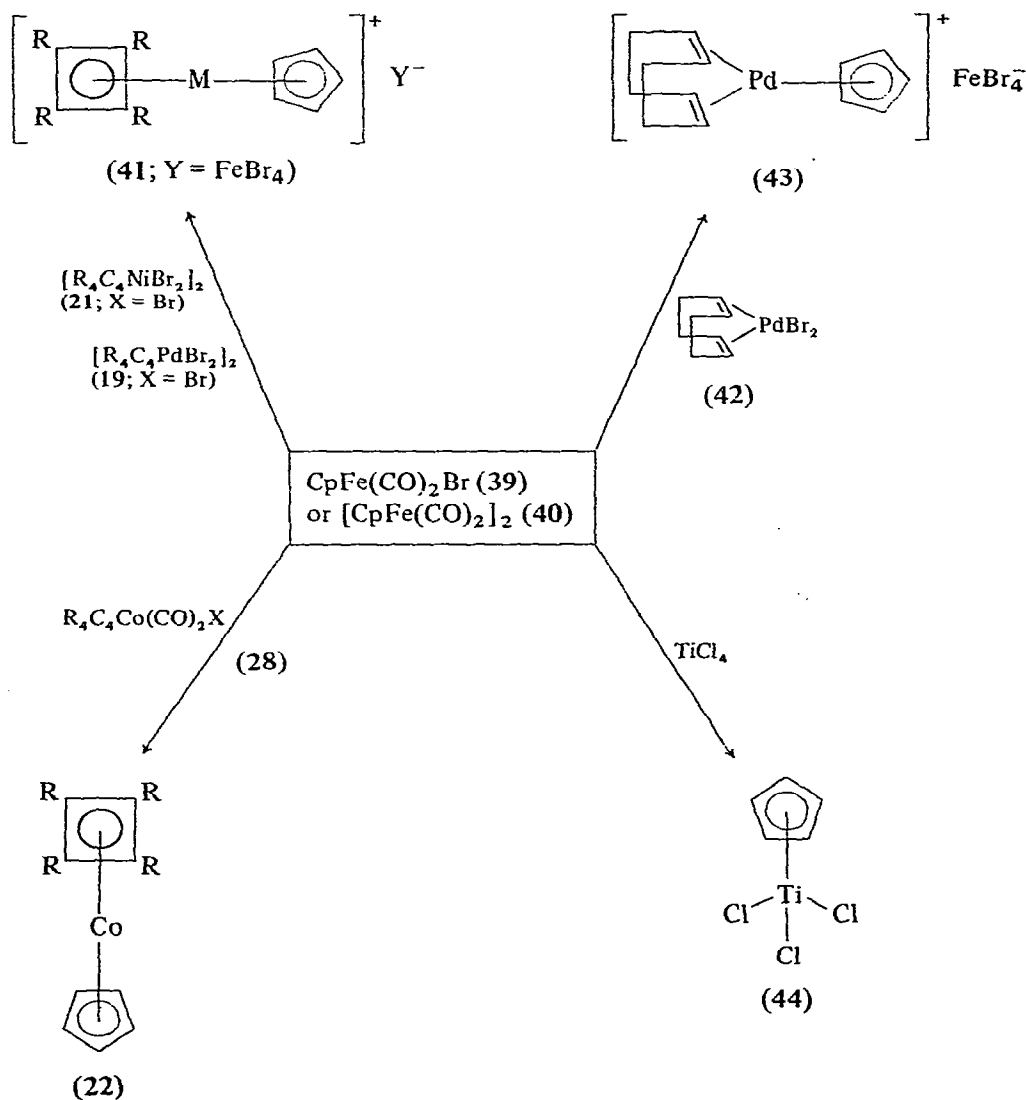 R R + Y⁻
M
R R
(41; Y = FeBr₄)
+ FeBr₄⁻
Pd
(43)
[R₄C₄NiBr₂]₂
(21; X = Br)
[R₄C₄PdBr₂]₂
(19; X = Br)
PdBr₂
(42)
CpFe(CO)₂Br (39)
or [CpFe(CO)₂]₂ (40)
R₄C₄Co(CO)₂X
(28)
TiCl₄
R R
R R
Co
(22)
Ti
Cl Cl
Cl
(44)